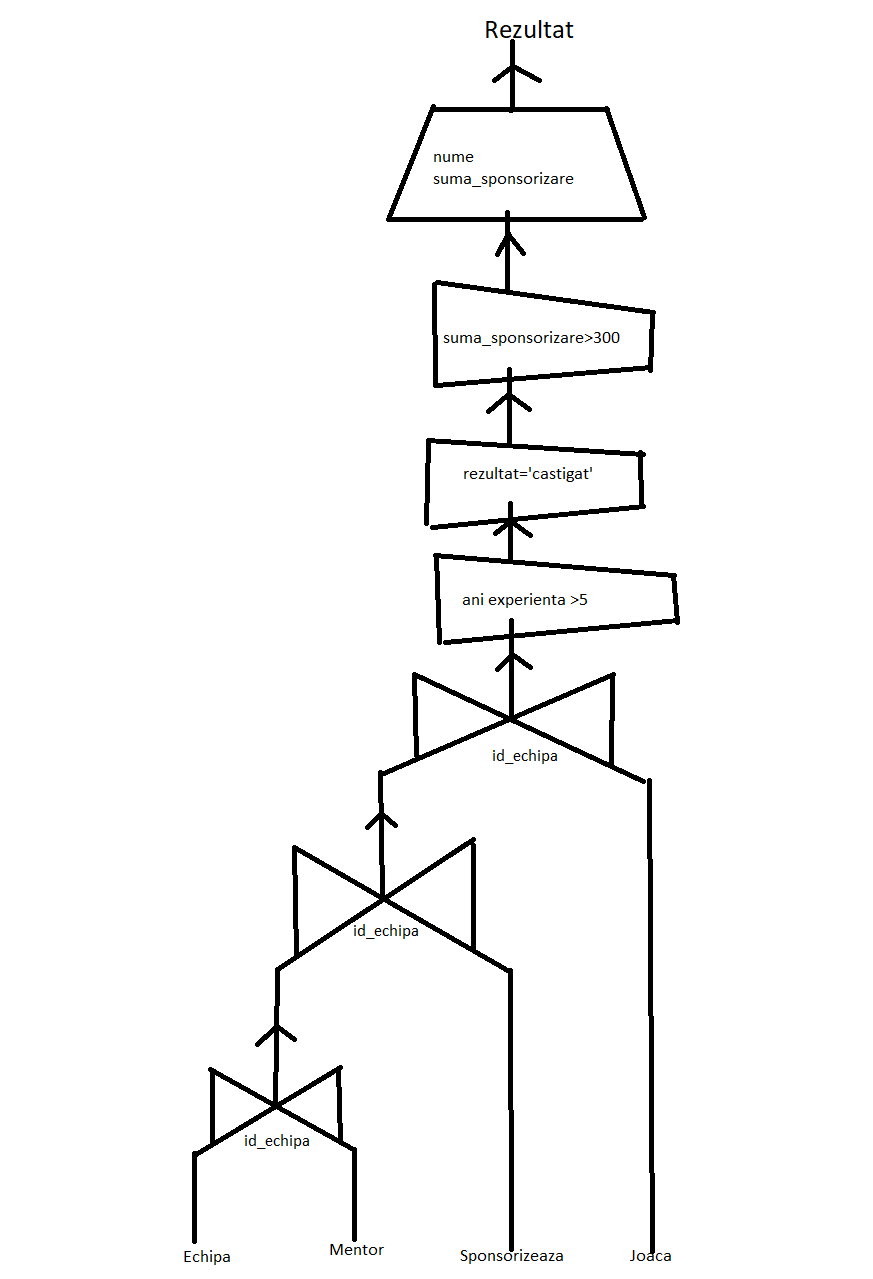 Rezultat
nume
suma_sponsorizare
suma_sponsorizare>300
rezultat='castigat'
ani experienta >5
id_echipa
id_echipa
id_echipa
Echipa
Mentor
Sponsorizeaza
Joaca